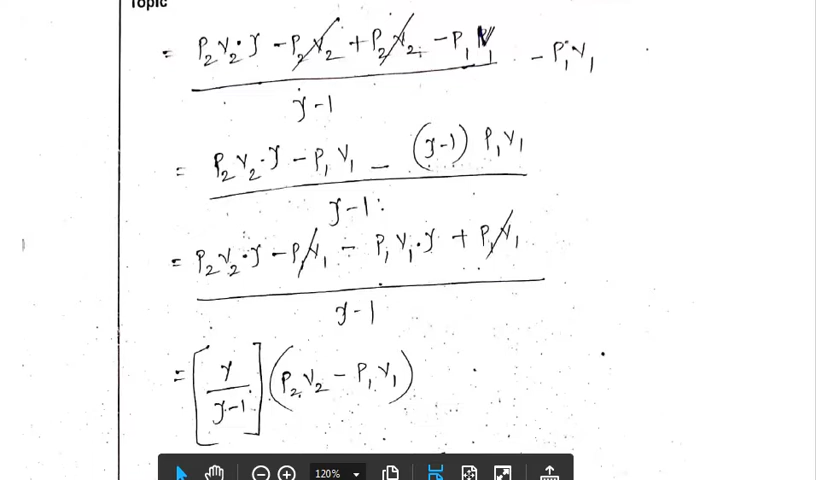 Topic
= P₂V₂·γ - P₂V₂ + P₂V₂ - P₁V₁ / γ-1 - P₁V₁
= P₂V₂·γ - P₁V₁ - (γ-1) P₁V₁ / γ-1
= P₂V₂·γ - P₁V₁ - P₁V₁·γ + P₁V₁ / γ-1
= [γ / γ-1] (P₂V₂ - P₁V₁)
120%